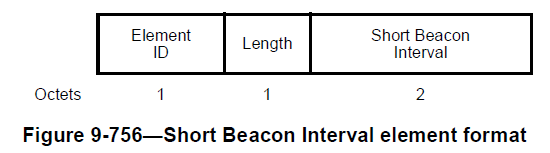 Element ID
Length
Short Beacon Interval
Octets 1 1 2
Figure 9-756—Short Beacon Interval element format